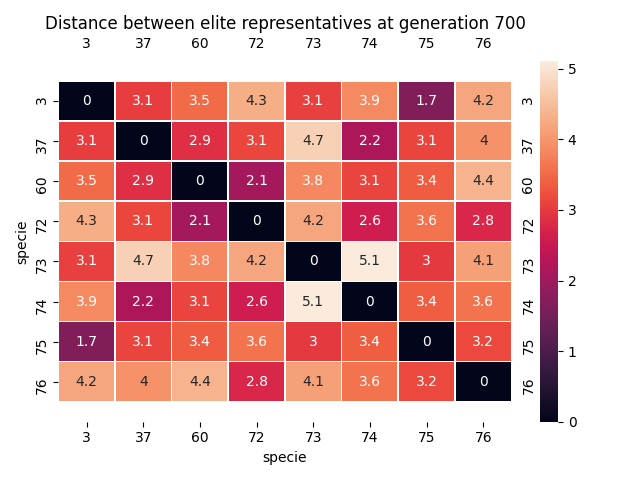 Distance between elite representatives at generation 700
3 37 60 72 73 74 75 76
5
3 0 3.1 3.5 4.3 3.1 3.9 1.7 4.2 3
4
37 3.1 0 2.9 3.1 4.7 2.2 3.1 4 37
60 3.5 2.9 0 2.1 3.8 3.1 3.4 4.4 60
3
72 4.3 3.1 2.1 0 4.2 2.6 3.6 2.8 72
specie
73 3.1 4.7 3.8 4.2 0 5.1 3 4.1 73
2
74 3.9 2.2 3.1 2.6 5.1 0 3.4 3.6 74
75 1.7 3.1 3.4 3.6 3 3.4 0 3.2 75
1
76 4.2 4 4.4 2.8 4.1 3.6 3.2 0 76
0
3 37 60 72 73 74 75 76
specie